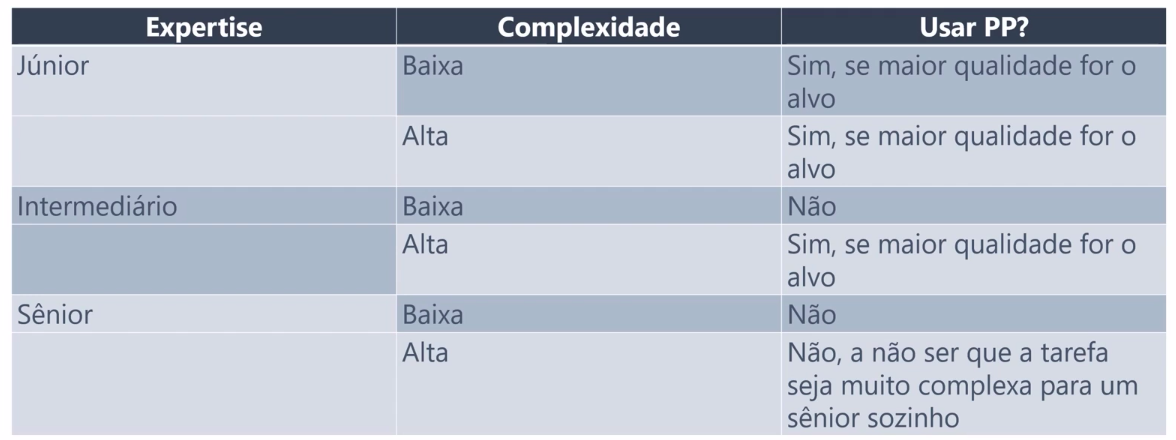 Expertise Complexidade Usar PP?
Júnior Baixa Sim, se maior qualidade for o
alvo
Alta Sim, se maior qualidade for o
alvo
Intermediário Baixa Não
Alta Sim, se maior qualidade for o
alvo
Sênior Baixa Não
Alta Não, a não ser que a tarefa
seja muito complexa para um
sênior sozinho